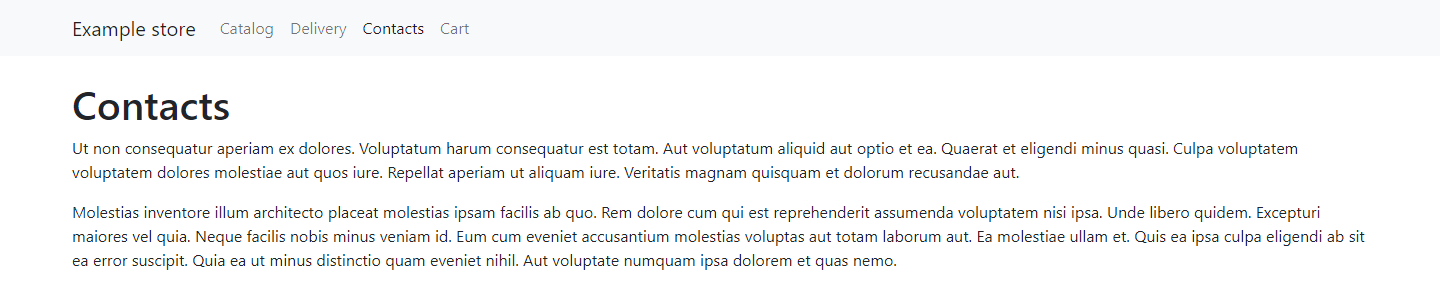 Example store Catalog Delivery Contacts Cart
Contacts
Ut non consequatur aperiam ex dolores. Voluptatum harum consequatur est totam. Aut voluptatum aliquid aut optio et ea. Quaerat et eligendi minus quasi. Culpa voluptatem
voluptatem dolores molestiae aut quos iure. Repellat aperiam ut aliquam iure. Veritatis magnam quisquam et dolorum recusandae aut.
Molestias inventore illum architecto placeat molestias ipsam facilis ab quo. Rem dolore cum qui est reprehenderit assumenda voluptatem nisi ipsa. Unde libero quidem. Excepturi
maiores vel quia. Neque facilis nobis minus veniam id. Eum cum eveniet accusantium molestias voluptas aut totam laborum aut. Ea molestiae ullam et. Quis ea ipsa culpa eligendi ab sit
ea error suscipit. Quia ea ut minus distinctio quam eveniet nihil. Aut voluptate numquam ipsa dolorem et quas nemo.